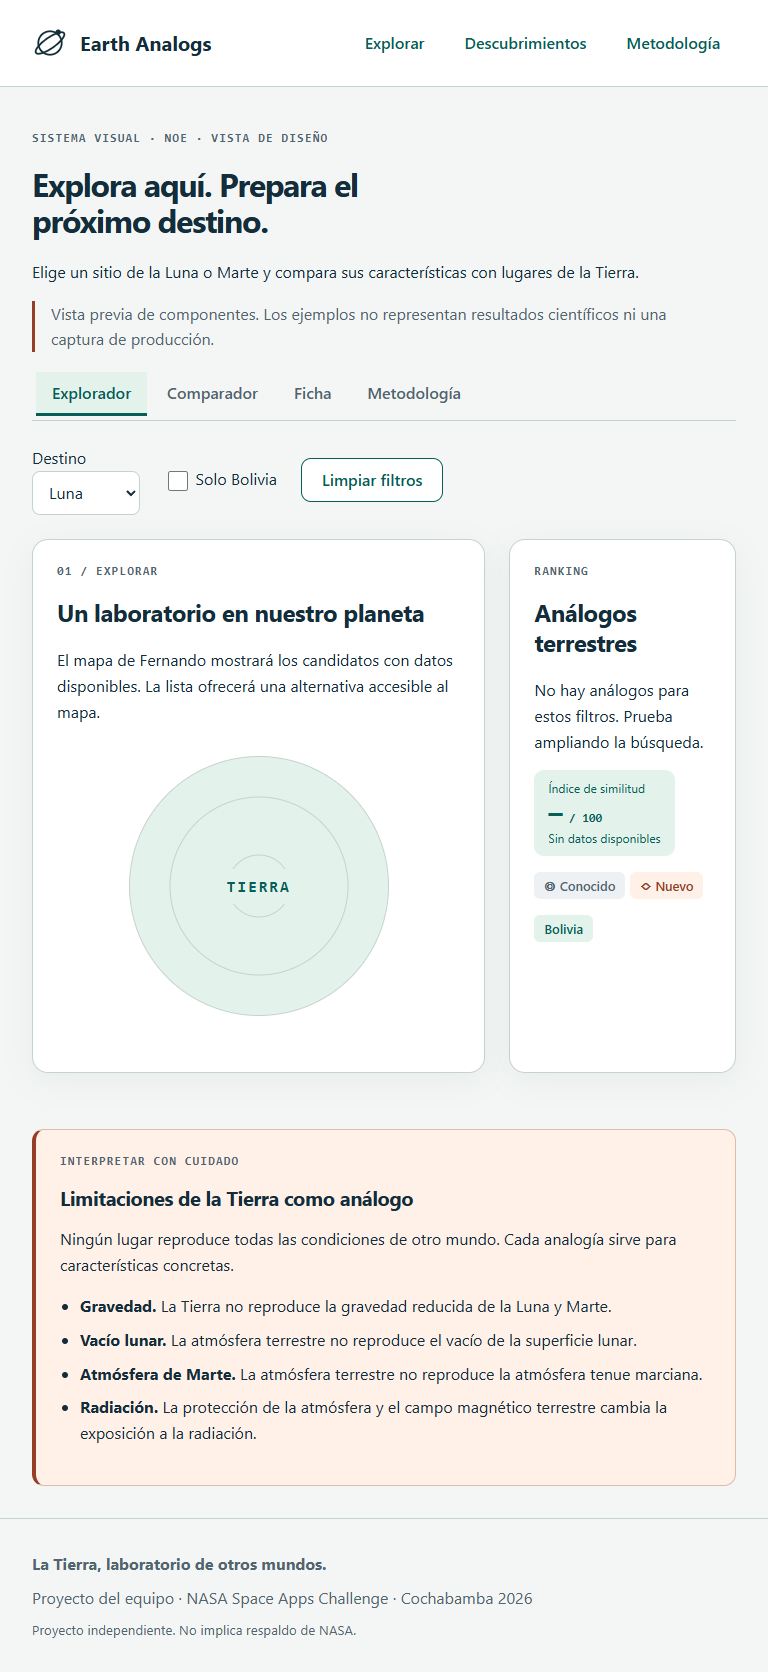 Earth Analogs
Explorar
Descubrimientos
Metodología
SISTEMA VISUAL · NOE · VISTA DE DISEÑO
Explora aquí. Prepara el
próximo destino.
Elige un sitio de la Luna o Marte y compara sus características con lugares de la Tierra.
Vista previa de componentes. Los ejemplos no representan resultados científicos ni una
captura de producción.
Explorador
Comparador
Ficha
Metodología
Destino
Luna
Solo Bolivia
Limpiar filtros
01 / EXPLORAR
Un laboratorio en nuestro planeta
El mapa de Fernando mostrará los candidatos con datos
disponibles. La lista ofrecerá una alternativa accesible al
mapa.
TIERRA
RANKING
Análogos
terrestres
No hay análogos para
estos filtros. Prueba
ampliando la búsqueda.
Índice de similitud
— / 100
Sin datos disponibles
Conocido
Nuevo
Bolivia
INTERPRETAR CON CUIDADO
Limitaciones de la Tierra como análogo
Ningún lugar reproduce todas las condiciones de otro mundo. Cada analogía sirve para
características concretas.
• Gravedad. La Tierra no reproduce la gravedad reducida de la Luna y Marte.
• Vacío lunar. La atmósfera terrestre no reproduce el vacío de la superficie lunar.
• Atmósfera de Marte. La atmósfera terrestre no reproduce la atmósfera tenue marciana.
• Radiación. La protección de la atmósfera y el campo magnético terrestre cambia la
exposición a la radiación.
La Tierra, laboratorio de otros mundos.
Proyecto del equipo · NASA Space Apps Challenge · Cochabamba 2026
Proyecto independiente. No implica respaldo de NASA.